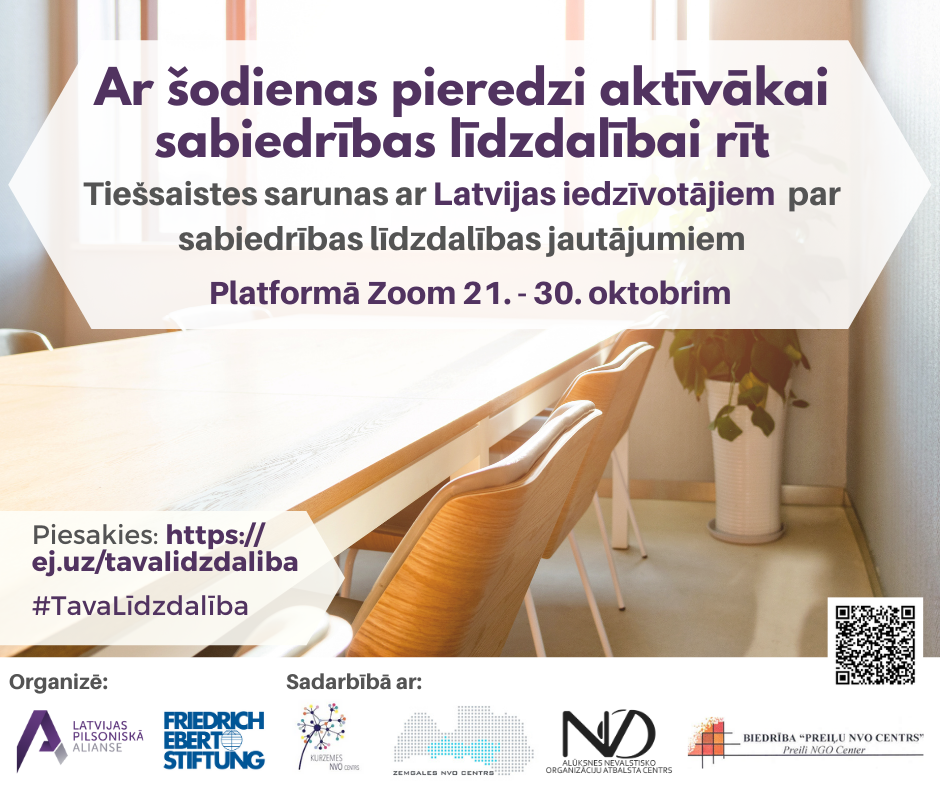 Ar šodienas pieredzi aktīvākai
sabiedrības līdzdalībai rīt
Tiešsaistes sarunas ar Latvijas iedzīvotājiem par
sabiedrības līdzdalības jautājumiem
Platformā Zoom 21. - 30. oktobrim
Piesakies: https://
ej.uz/tavalidzdaliba
#TavaLīdzdalība
Organizē:
Sadarbībā ar:
LATVIJAS
PILSONISKĀ
ALIANSE
FRIEDRICH
EBERT
STIFTUNG
KURZEMES
NVO CENTRS
ZEMGALES NVO CENTRS
NVO
ALŪKSNES NEVALSTISKO
ORGANIZĀCIJU ATBALSTA CENTRS
BIEDRĪBA “PREIĻU NVO CENTRS”
Preili NGO Center